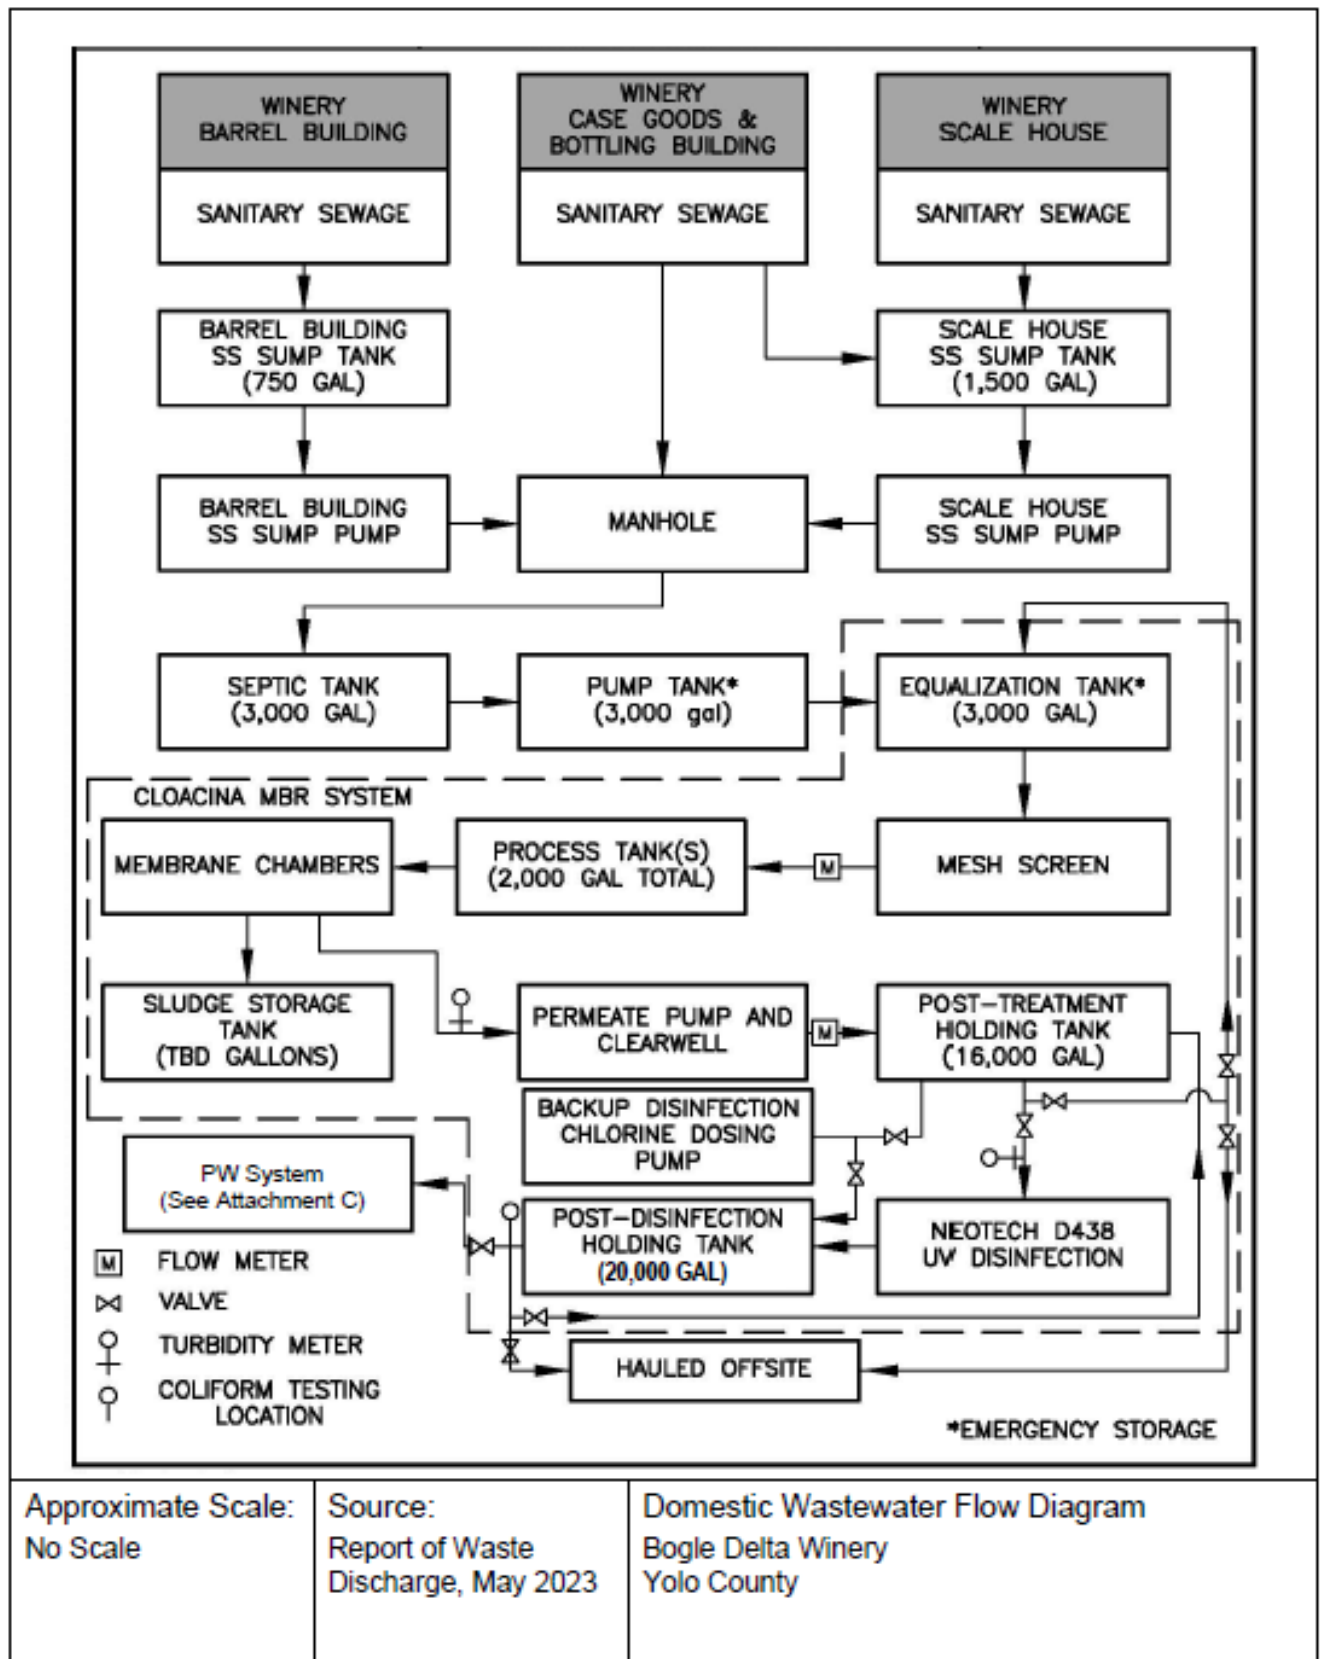 WINERY
BARREL BUILDING
SANITARY SEWAGE
WINERY
CASE GOODS &
BOTTLING BUILDING
SANITARY SEWAGE
WINERY
SCALE HOUSE
SANITARY SEWAGE
BARREL BUILDING
SS SUMP TANK
(750 GAL)
SCALE HOUSE
SS SUMP TANK
(1,500 GAL)
BARREL BUILDING
SS SUMP PUMP
MANHOLE
SCALE HOUSE
SS SUMP PUMP
SEPTIC TANK
(3,000 GAL)
PUMP TANK*
(3,000 gal)
EQUALIZATION TANK*
(3,000 GAL)
CLOACINA MBR SYSTEM
MEMBRANE CHAMBERS
PROCESS TANK(S)
(2,000 GAL TOTAL)
M
MESH SCREEN
SLUDGE STORAGE
TANK
(TBD GALLONS)
PERMEATE PUMP AND
CLEARWELL
M
POST-TREATMENT
HOLDING TANK
(16,000 GAL)
BACKUP DISINFECTION
CHLORINE DOSING
PUMP
PW System
(See Attachment C)
POST-DISINFECTION
HOLDING TANK
(20,000 GAL)
NEOTECH D438
UV DISINFECTION
M FLOW METER
VALVE
TURBIDITY METER
COLIFORM TESTING
LOCATION
HAULED OFFSITE
*EMERGENCY STORAGE
Approximate Scale:
No Scale
Source:
Report of Waste
Discharge, May 2023
Domestic Wastewater Flow Diagram
Bogle Delta Winery
Yolo County